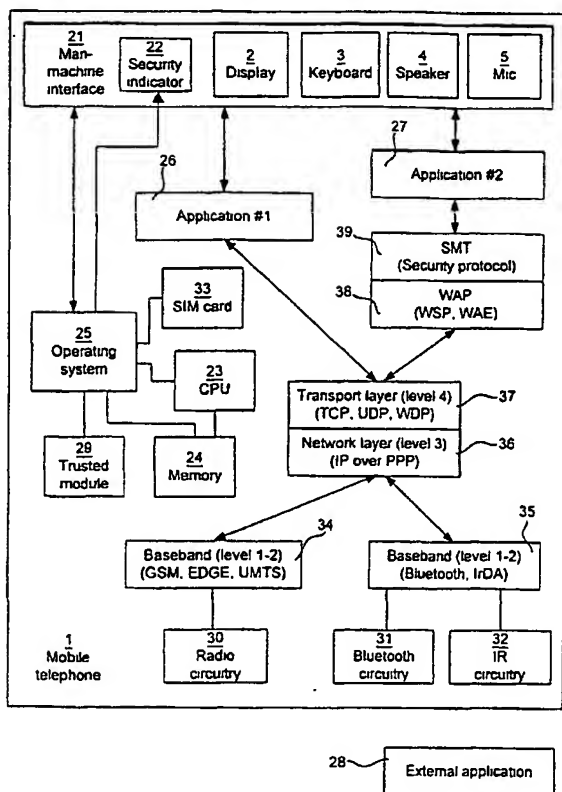 21
Man-
machine
interface
22
Security
indicator
2
Display
3
Keyboard
4
Speaker
5
Mic
26
Application #1
27
Application #2
39
SMT
(Security protocol)
38
WAP
(WSP, WAE)
33
SIM card
25
Operating
system
23
CPU
29
Trusted
module
24
Memory
Transport layer (level 4)
(TCP, UDP, WDP)
37
Network layer (level 3)
(IP over PPP)
36
Baseband (level 1-2)
(GSM, EDGE, UMTS)
34
Baseband (level 1-2)
(Bluetooth, IrDA)
35
1
Mobile
telephone
30
Radio
circuitry
31
Bluetooth
circuitry
32
IR
circuitry
28
External application